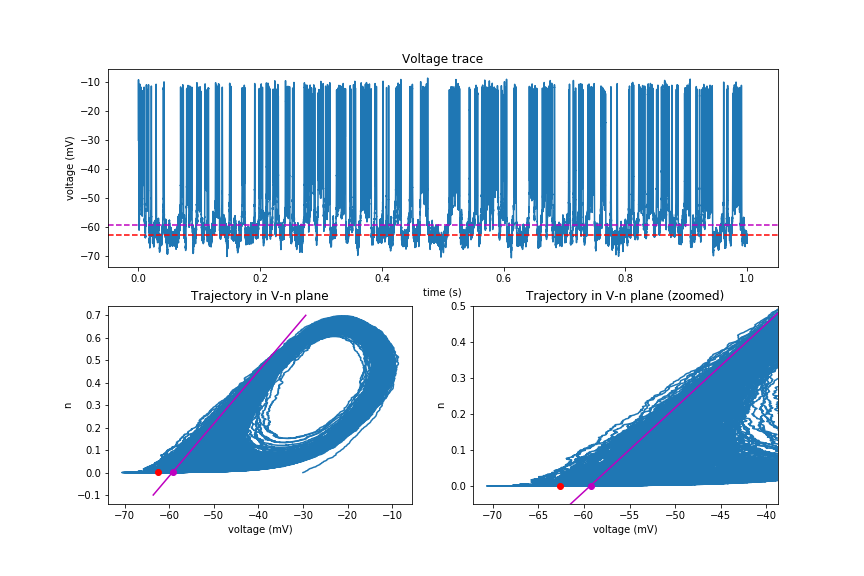 Voltage trace
voltage (mV)
−10
−20
−30
−40
−50
−60
−70
0.0 0.2 0.4 0.6 0.8 1.0
time (s)
Trajectory in V-n plane
n
0.7
0.6
0.5
0.4
0.3
0.2
0.1
0.0
−0.1
−70 −60 −50 −40 −30 −20 −10
voltage (mV)
Trajectory in V-n plane (zoomed)
n
0.5
0.4
0.3
0.2
0.1
0.0
−70 −65 −60 −55 −50 −45 −40
voltage (mV)